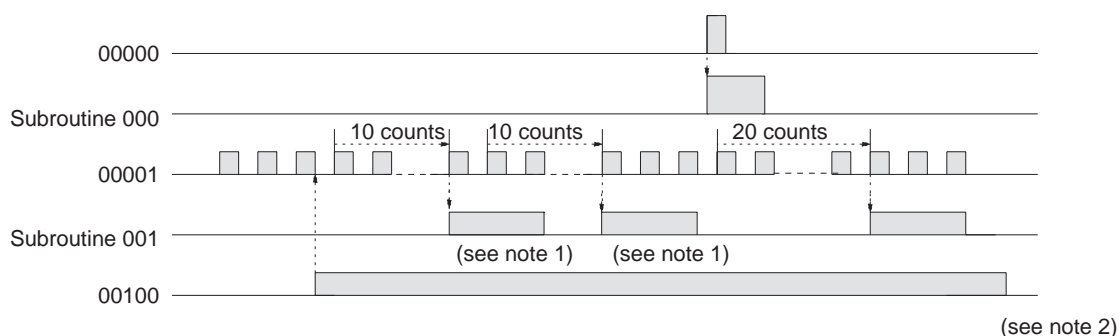 00000
Subroutine 000
10 counts 10 counts 20 counts
00001
Subroutine 001
(see note 1) (see note 1)
00100
(see note 2)